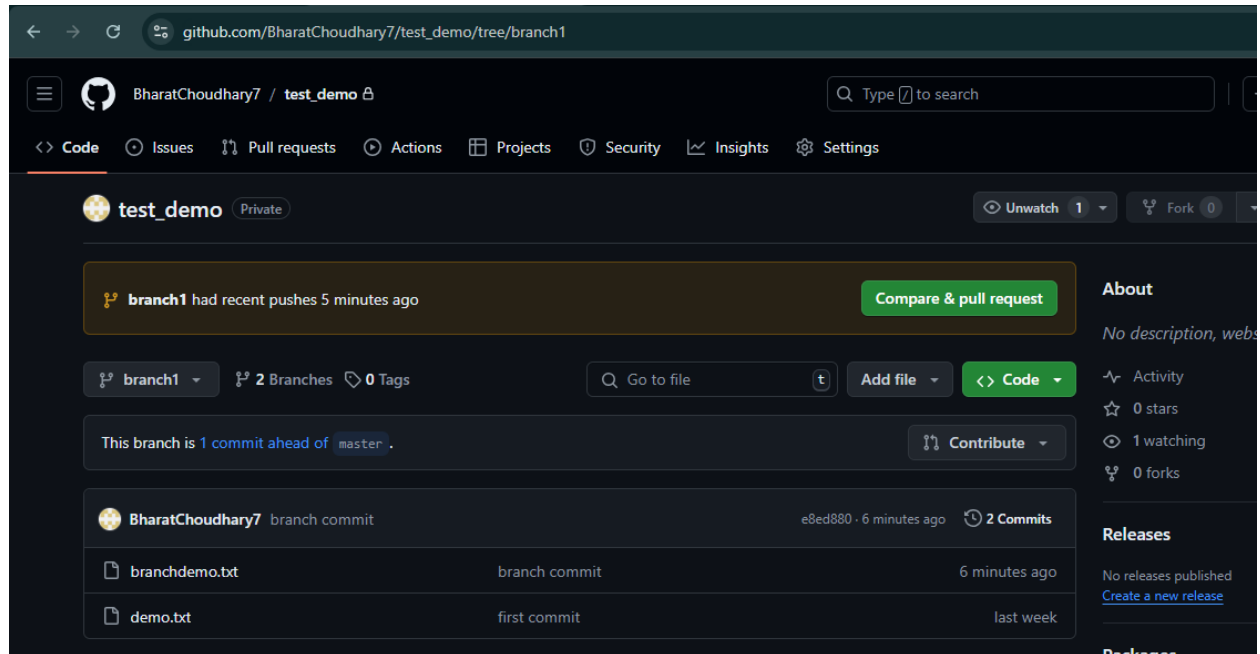 github.com/BharatChoudhary7/test_demo/tree/branch1
BharatChoudhary7 / test_demo
Type / to search
Code Issues Pull requests Actions Projects Security Insights Settings
test_demo Private
Unwatch 1 Fork 0
branch1 had recent pushes 5 minutes ago
Compare & pull request
branch1 2 Branches 0 Tags
Go to file t Add file <> Code
This branch is 1 commit ahead of master .
Contribute
BharatChoudhary7 branch commit e8ed880 · 6 minutes ago 2 Commits
branchdemo.txt branch commit 6 minutes ago
demo.txt first commit last week
About
No description,
Activity
0 stars
1 watching
0 forks
Releases
No releases published
Create a new release